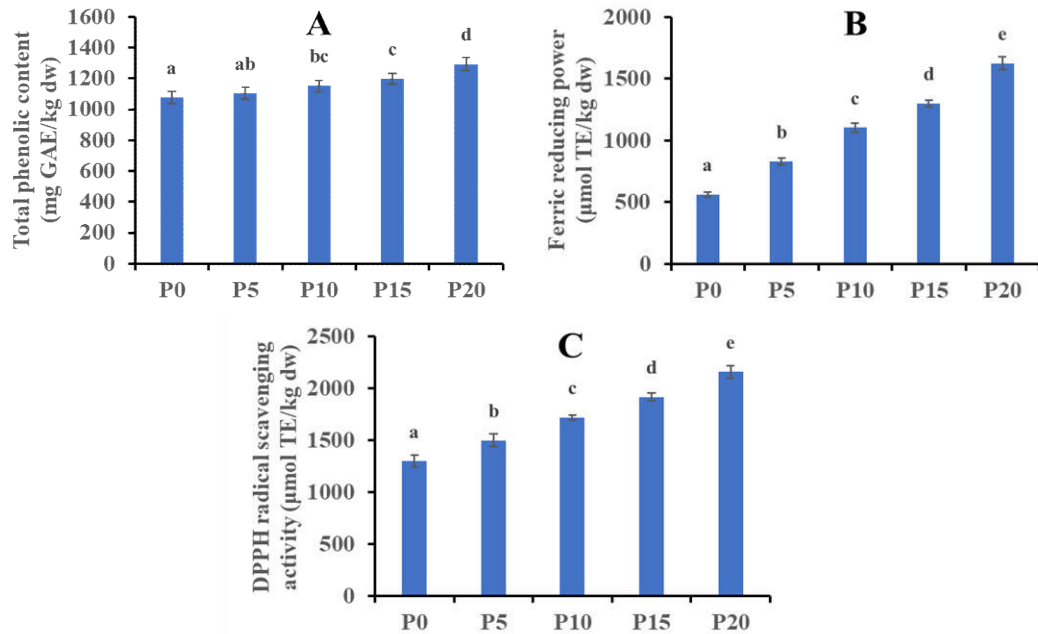 A
Total phenolic content
(mg GAE/kg dw)
1600
1400
1200
1000
800
600
400
200
0
a
ab
bc
c
d
P0 P5 P10 P15 P20
B
Ferric reducing power
(µmol TE/kg dw)
2000
1500
1000
500
0
a
b
c
d
e
P0 P5 P10 P15 P20
C
DPPH radical scavenging
activity (µmol TE/kg dw)
2500
2000
1500
1000
500
0
a
b
c
d
e
P0 P5 P10 P15 P20